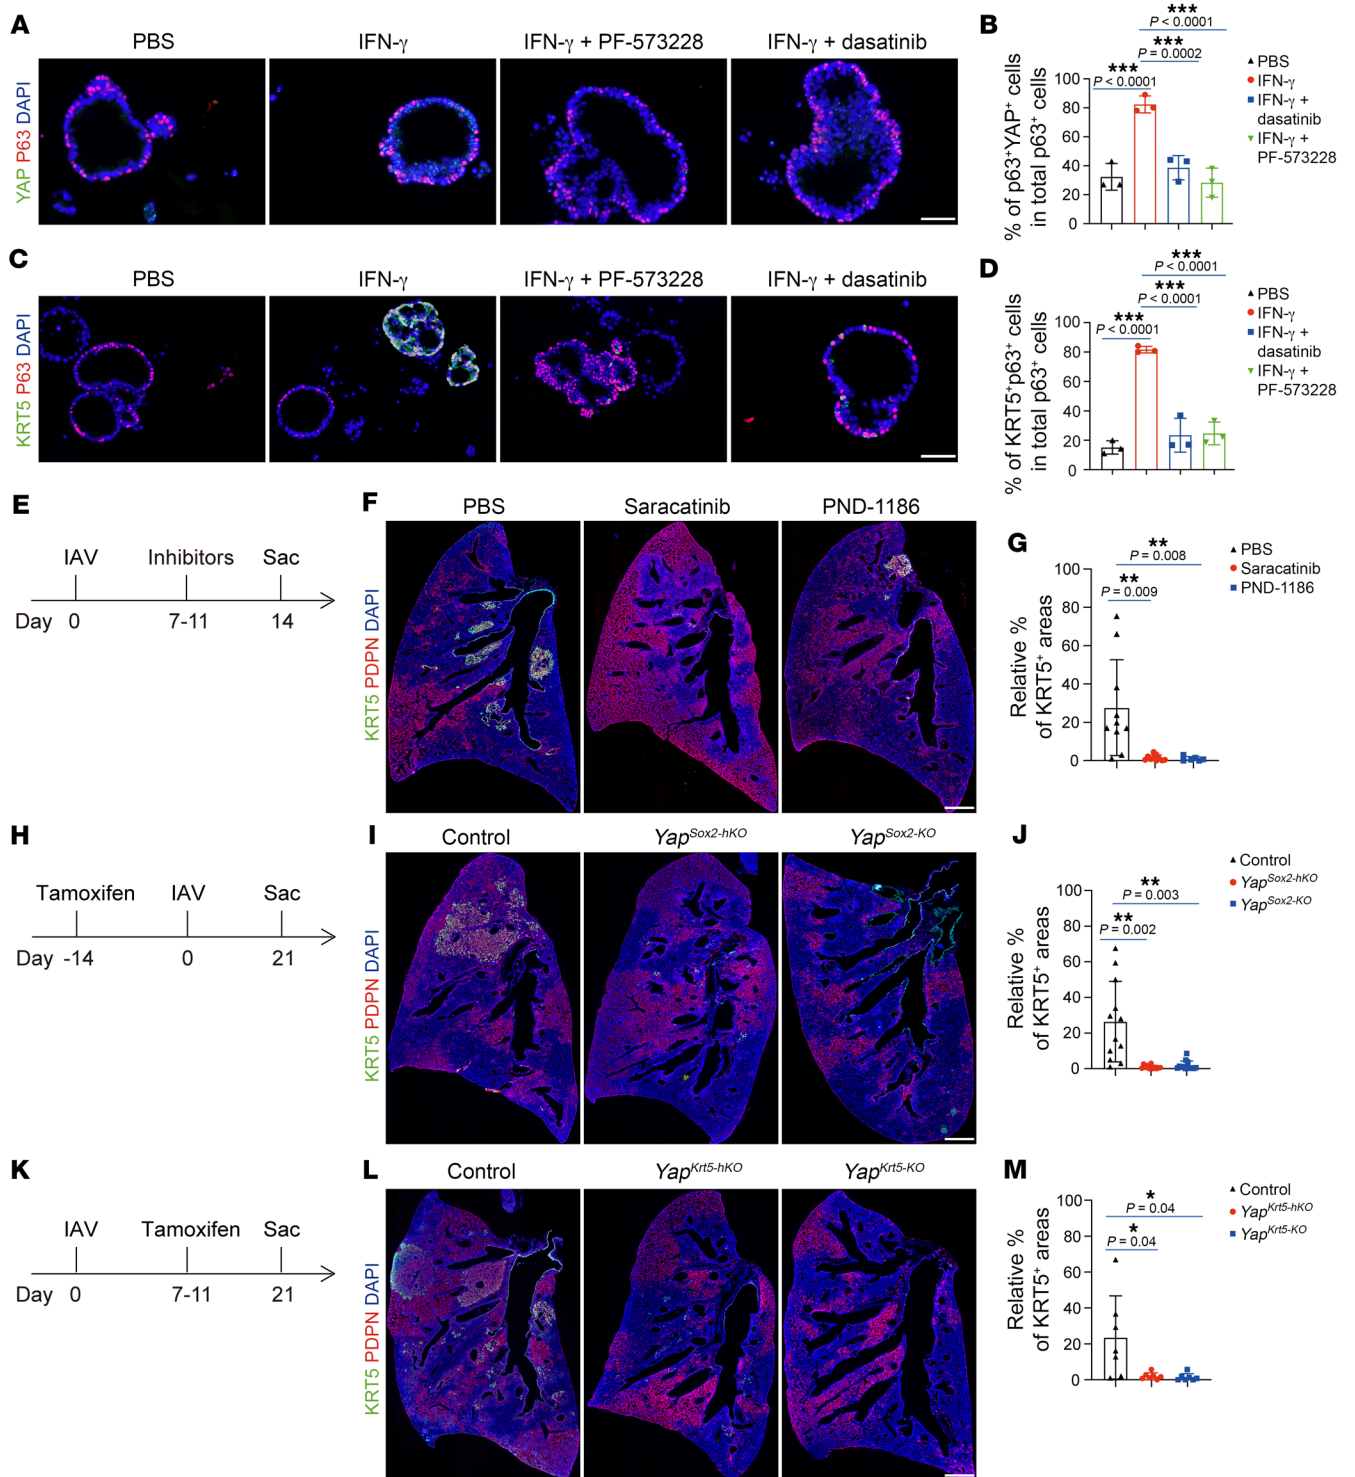 A
PBS
IFN-γ
IFN-γ + PF-573228
IFN-γ + dasatinib
YAP P63 DAPI
B
***
P < 0.0001
***
P = 0.0002
***
P < 0.0001
% of p63⁺YAP⁺ cells
in total p63⁺ cells
100
80
60
40
20
0
PBS
IFN-γ
IFN-γ +
dasatinib
IFN-γ +
PF-573228
C
PBS
IFN-γ
IFN-γ + PF-573228
IFN-γ + dasatinib
KRT5 P63 DAPI
D
***
P < 0.0001
***
P < 0.0001
***
P < 0.0001
% of KRT5⁺p63⁺ cells
in total p63⁺ cells
100
80
60
40
20
0
PBS
IFN-γ
IFN-γ +
dasatinib
IFN-γ +
PF-573228
E
IAV
Inhibitors
Sac
Day 0 7-11 14
F
PBS
Saracatinib
PND-1186
KRT5 PDPN DAPI
G
**
P = 0.008
**
P = 0.009
Relative %
of KRT5⁺ areas
100
80
60
40
20
0
PBS
Saracatinib
PND-1186
H
Tamoxifen
IAV
Sac
Day -14 0 21
I
Control
Yap^Sox2-hKO
Yap^Sox2-KO
KRT5 PDPN DAPI
J
**
P = 0.003
**
P = 0.002
Relative %
of KRT5⁺ areas
100
80
60
40
20
0
Control
Yap^Sox2-hKO
Yap^Sox2-KO
K
IAV
Tamoxifen
Sac
Day 0 7-11 21
L
Control
Yap^Krt5-hKO
Yap^Krt5-KO
KRT5 PDPN DAPI
M
*
P = 0.04
*
P = 0.04
Relative %
of KRT5⁺ areas
100
80
60
40
20
0
Control
Yap^Krt5-hKO
Yap^Krt5-KO